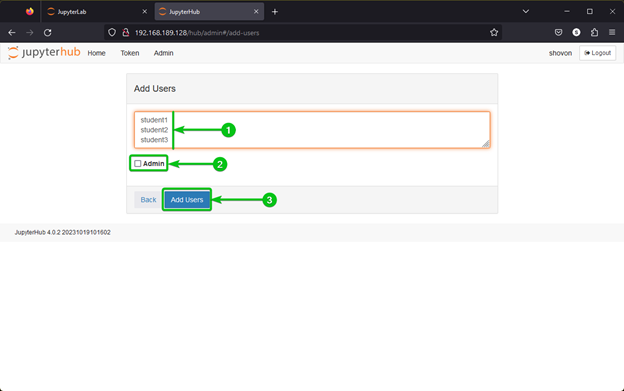 JupyterLab
JupyterHub
192.168.189.128/hub/admin#/add-users
jupyterhub Home Token Admin shovon Logout
Add Users
student1
student2
student3
1
Admin
2
Back Add Users
3
JupyterHub 4.0.2 20231019101602